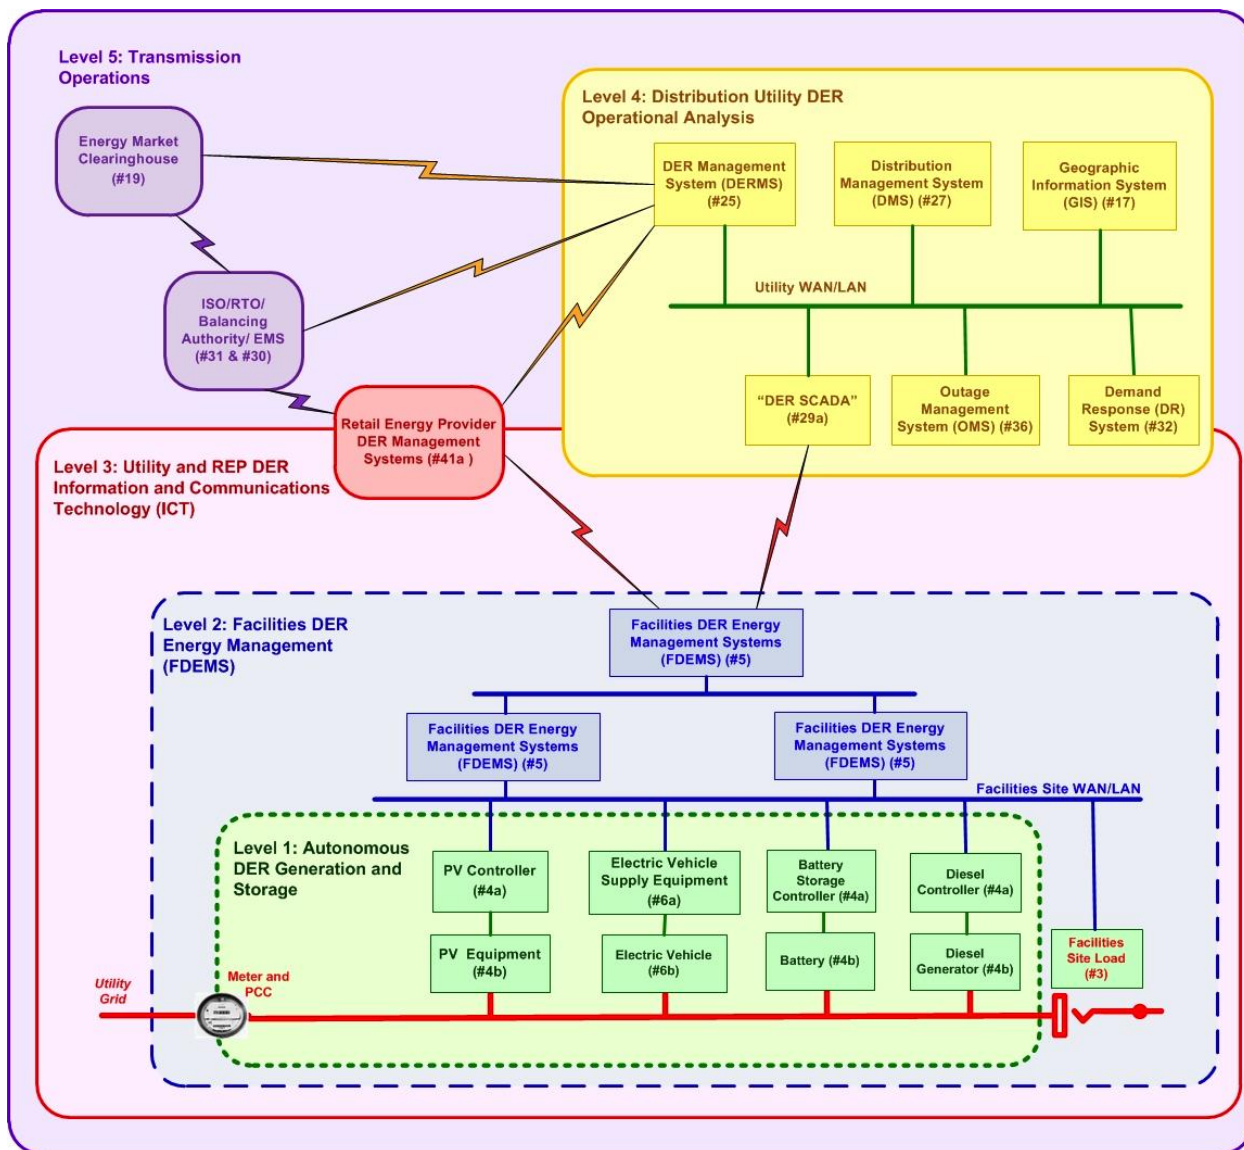 Level 5: Transmission
Operations
Energy Market
Clearinghouse
(#19)
ISO/RTO/
Balancing
Authority/ EMS
(#31 & #30)
Retail Energy Provider
DER Management
Systems (#41a )
Level 4: Distribution Utility DER
Operational Analysis
DER Management
System (DERMS)
(#25)
Distribution
Management System
(DMS) (#27)
Geographic
Information System
(GIS) (#17)
Utility WAN/LAN
“DER SCADA”
(#29a)
Outage
Management
System (OMS) (#36)
Demand
Response (DR)
System (#32)
Level 3: Utility and REP DER
Information and Communications
Technology (ICT)
Level 2: Facilities DER
Energy Management
(FDEMS)
Facilities DER Energy
Management Systems
(FDEMS) (#5)
Facilities DER Energy
Management Systems
(FDEMS) (#5)
Facilities DER Energy
Management Systems
(FDEMS) (#5)
Facilities Site WAN/LAN
Level 1: Autonomous
DER Generation and
Storage
PV Controller
(#4a)
Electric Vehicle
Supply Equipment
(#6a)
Battery
Storage
Controller (#4a)
Diesel
Controller (#4a)
PV Equipment
(#4b)
Electric Vehicle
(#6b)
Battery (#4b)
Diesel
Generator (#4b)
Facilities
Site Load
(#3)
Utility
Grid
Meter and
PCC